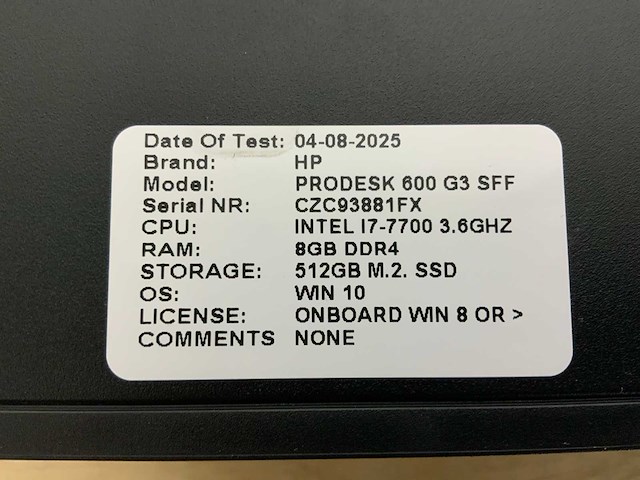 Date Of Test: 04-08-2025
Brand: HP
Model: PRODESK 600 G3 SFF
Serial NR: CZC93881FX
CPU: INTEL I7-7700 3.6GHZ
RAM: 8GB DDR4
STORAGE: 512GB M.2. SSD
OS: WIN 10
LICENSE: ONBOARD WIN 8 OR >
COMMENTS NONE